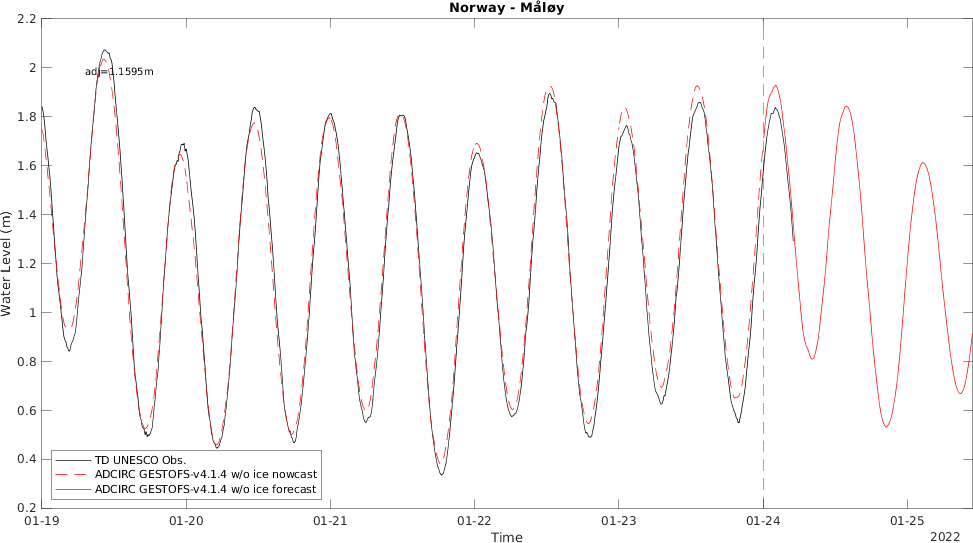 Norway - Måløy
2.2
2
1.8
1.6
1.4
1.2
1
0.8
0.6
0.4
0.2
Water Level (m)
adj=1.1595m
TD UNESCO Obs.
ADCIRC GESTOFS-v4.1.4 w/o ice nowcast
ADCIRC GESTOFS-v4.1.4 w/o ice forecast
01-19
01-20
01-21
01-22
01-23
01-24
01-25
Time
2022